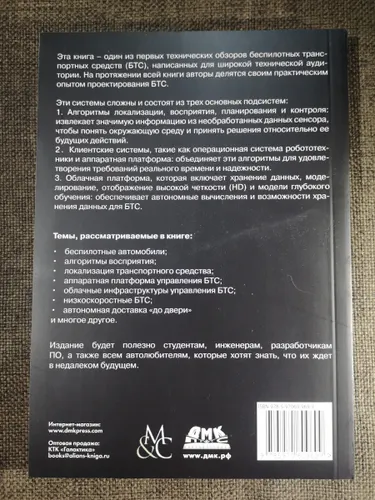 Эта книга – один из первых технических обзоров беспилотных транс-
портных средств (БТС), написанных для широкой технической ауди-
тории. На протяжении всей книги авторы делятся своим практическим
опытом проектирования БТС.
Эти системы сложны и состоят из трех основных подсистем:
1. Алгоритмы локализации, восприятия, планирования и контроля:
извлекает значимую информацию из необработанных данных сенсора,
чтобы понять окружающую среду и принять решения относительно ее
будущих действий.
2. Клиентские системы, такие как операционная система робототех-
ники и аппаратная платформа: объединяет эти алгоритмы для удовле-
творения требований реального времени и надежности.
3. Облачная платформа, которая включает хранение данных, моде-
лирование, отображение высокой четкости (HD) и модели глубокого
обучения: обеспечивает автономные вычисления и возможности хра-
нения данных для БТС.
Темы, рассматриваемые в книге:
• беспилотные автомобили;
• алгоритмы восприятия;
• локализация транспортного средства;
• аппаратная платформа управления БТС;
• облачные инфраструктуры управления БТС;
• низкоскоростные БТС;
• автономная доставка «до двери»
и многое другое.
Издание будет полезно студентам, инженерам, разработчикам
ПО, а также всем автолюбителям, которые хотят знать, что их ждет
в недалеком будущем.
Интернет-магазин:
www.dmkpress.com
Оптовая продажа:
КТК «Галактика"
books@alians-kniga.ru
M&C
ДМК
www.дмк.рф